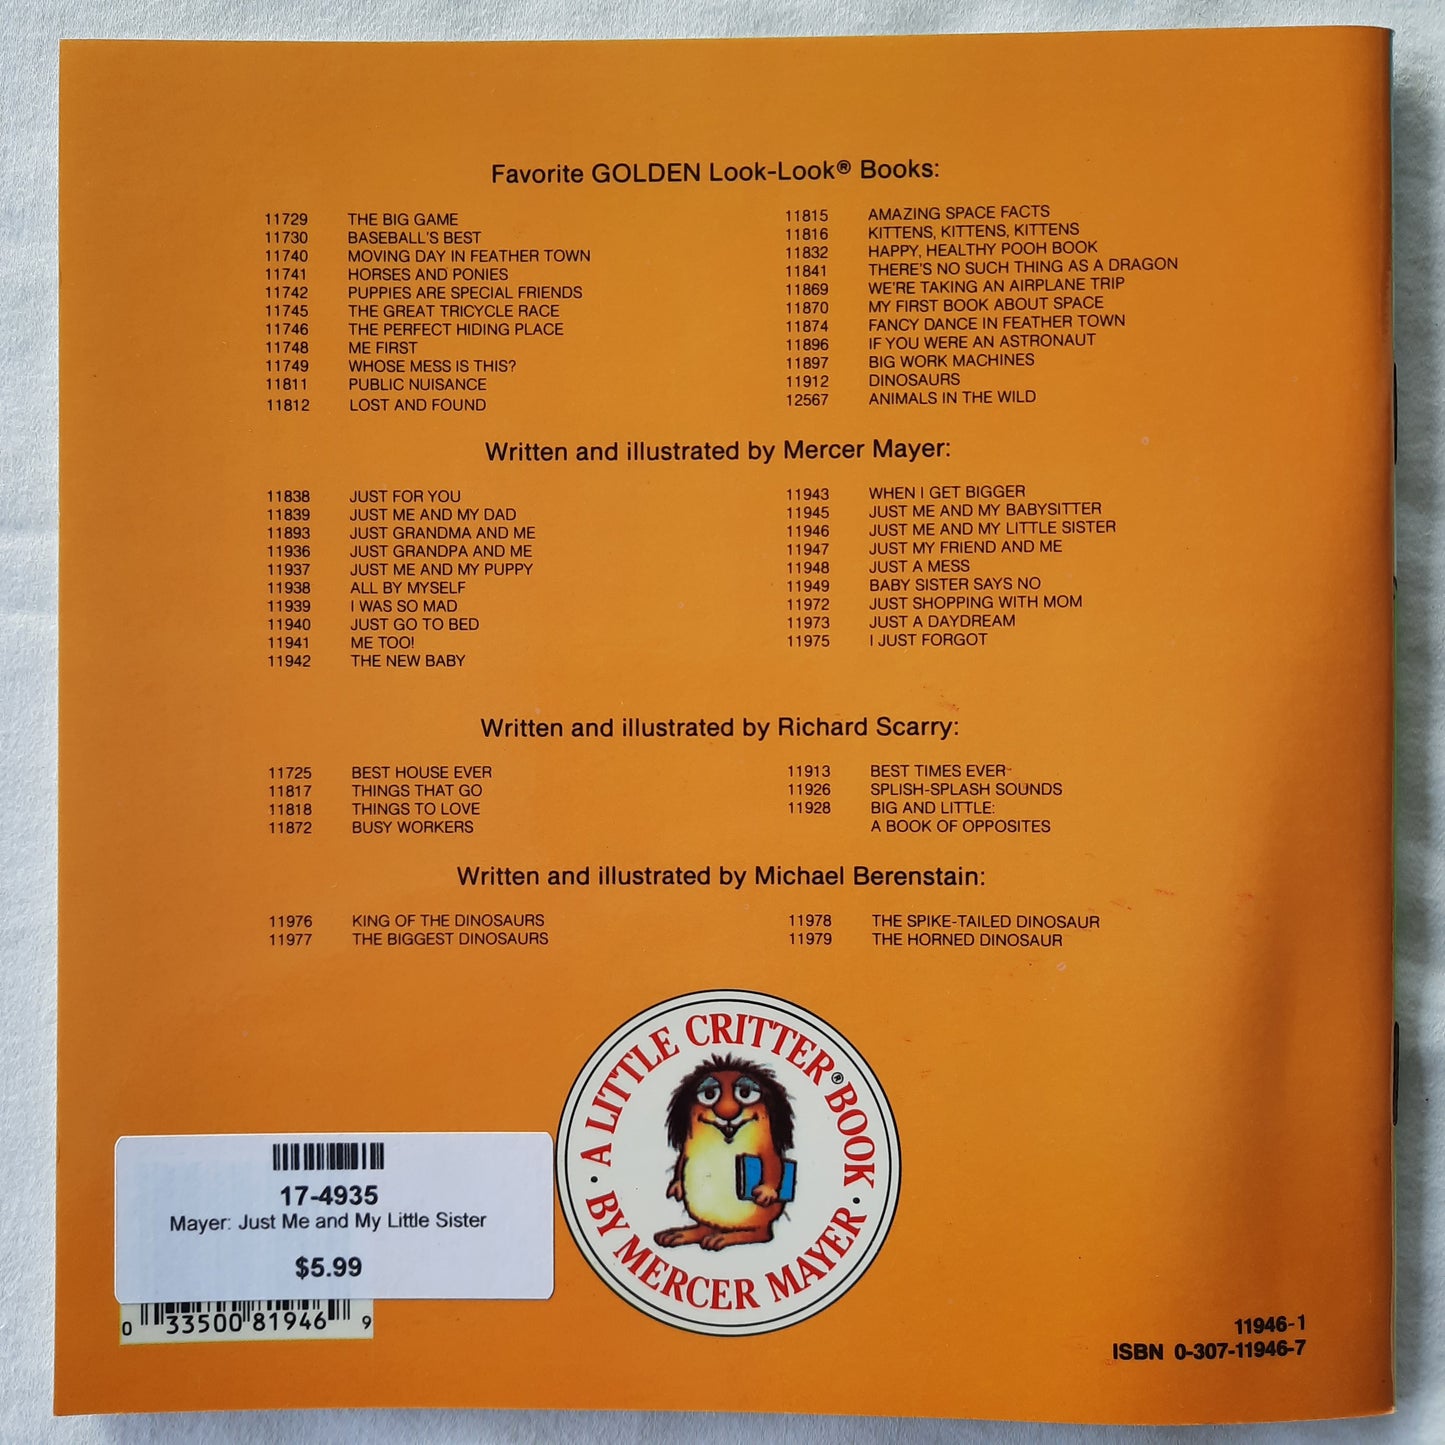 Favorite GOLDEN Look-Look® Books:
11729 THE BIG GAME
11730 BASEBALL'S BEST
11740 MOVING DAY IN FEATHER TOWN
11741 HORSES AND PONIES
11742 PUPPIES ARE SPECIAL FRIENDS
11745 THE GREAT TRICYCLE RACE
11746 THE PERFECT HIDING PLACE
11748 ME FIRST
11749 WHOSE MESS IS THIS?
11811 PUBLIC NUISANCE
11812 LOST AND FOUND
11815 AMAZING SPACE FACTS
11816 KITTENS, KITTENS, KITTENS
11832 HAPPY, HEALTHY POOH BOOK
11841 THERE'S NO SUCH THING AS A DRAGON
11869 WE'RE TAKING AN AIRPLANE TRIP
11870 MY FIRST BOOK ABOUT SPACE
11874 FANCY DANCE IN FEATHER TOWN
11896 IF YOU WERE AN ASTRONAUT
11897 BIG WORK MACHINES
11912 DINOSAURS
12567 ANIMALS IN THE WILD
Written and illustrated by Mercer Mayer:
11838 JUST FOR YOU
11839 JUST ME AND MY DAD
11893 JUST GRANDMA AND ME
11936 JUST GRANDPA AND ME
11937 JUST ME AND MY PUPPY
11938 ALL BY MYSELF
11939 I WAS SO MAD
11940 JUST GO TO BED
11941 ME TOO!
11942 THE NEW BABY
11943 WHEN I GET BIGGER
11945 JUST ME AND MY BABYSITTER
11946 JUST ME AND MY LITTLE SISTER
11947 JUST MY FRIEND AND ME
11948 JUST A MESS
11949 BABY SISTER SAYS NO
11972 JUST SHOPPING WITH MOM
11973 JUST A DAYDREAM
11975 I JUST FORGOT
Written and illustrated by Richard Scarry:
11725 BEST HOUSE EVER
11817 THINGS THAT GO
11818 THINGS TO LOVE
11872 BUSY WORKERS
11913 BEST TIMES EVER
11926 SPLISH-SPLASH SOUNDS
11928 BIG AND LITTLE:
A BOOK OF OPPOSITES
Written and illustrated by Michael Berenstain:
11976 KING OF THE DINOSAURS
11977 THE BIGGEST DINOSAURS
11978 THE SPIKE-TAILED DINOSAUR
11979 THE HORNED DINOSAUR
· A LITTLE CRITTER® BOOK ·
BY MERCER MAYER
17-4935
Mayer: Just Me and My Little Sister
$5.99
0 33500 81946 9
11946-1
ISBN 0-307-11946-7